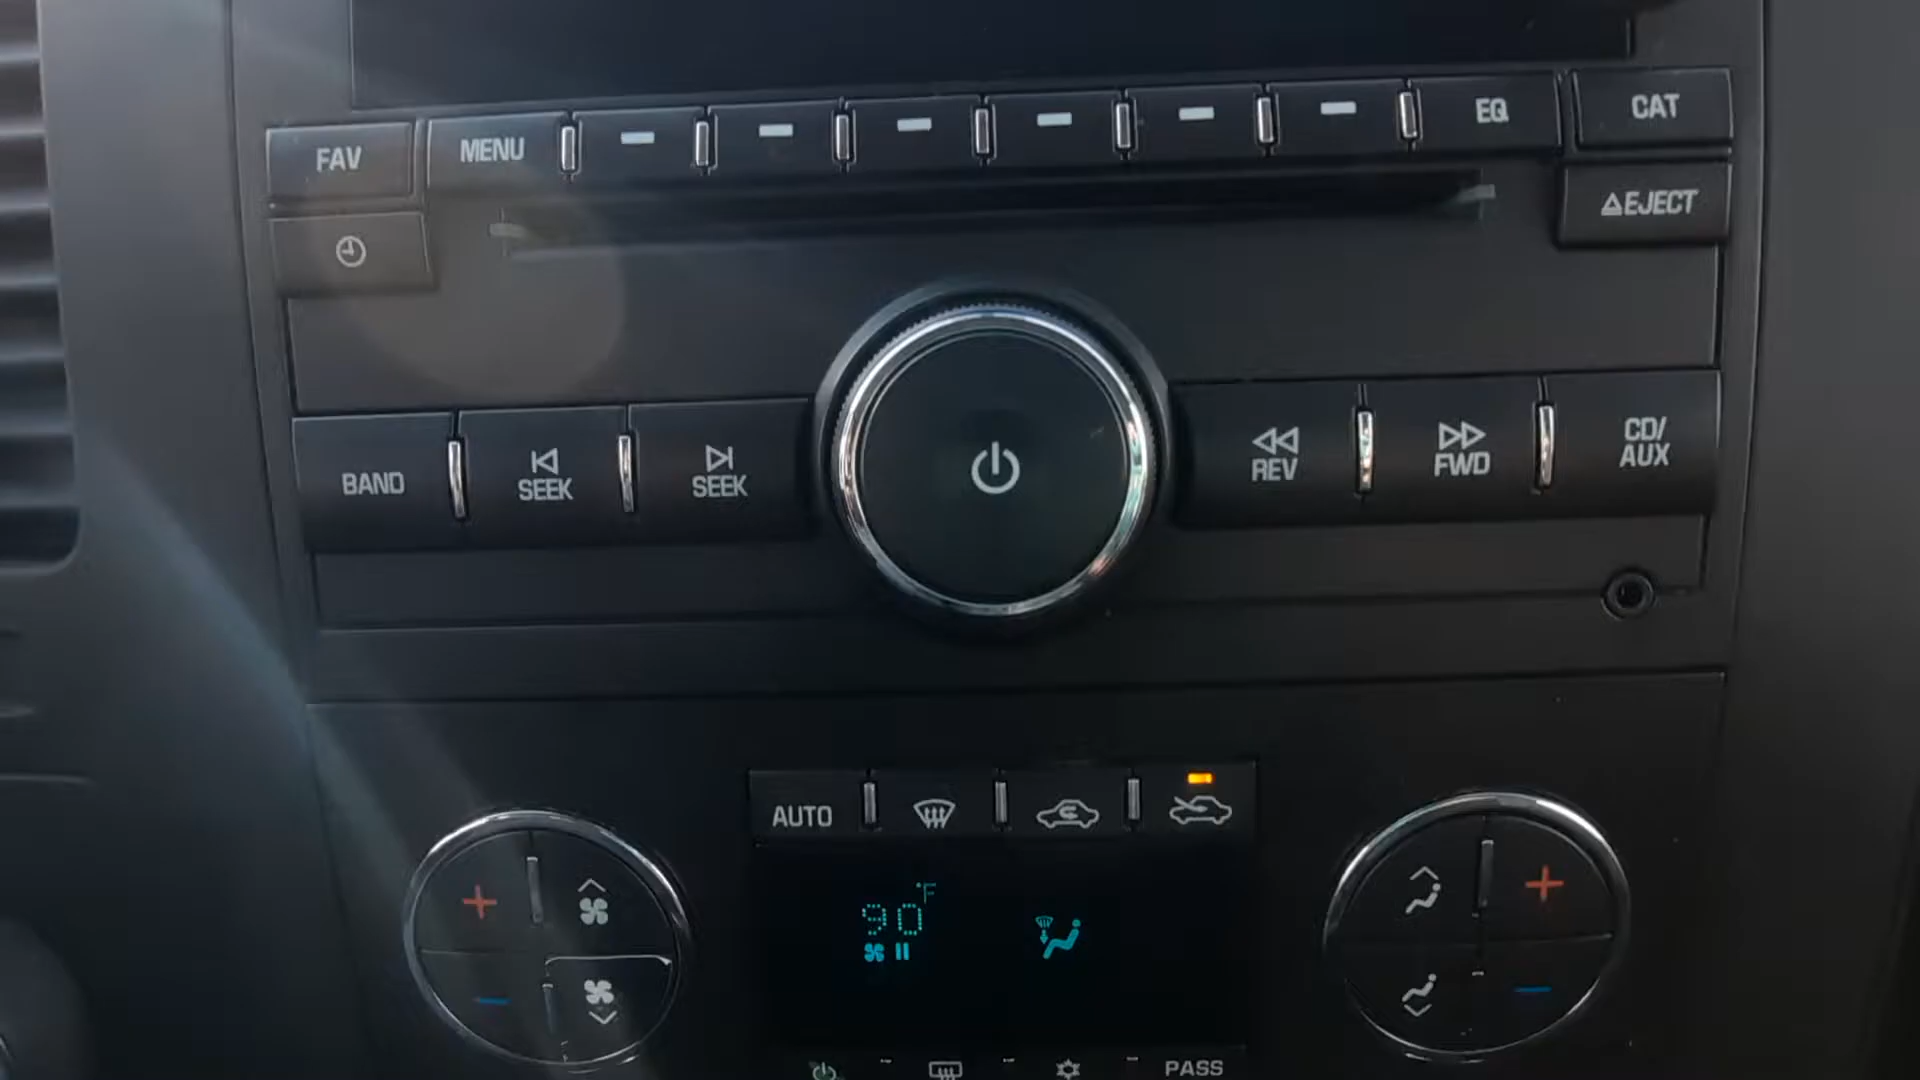 FAV
MENU
EQ
CAT
EJECT
BAND
SEEK
SEEK
REV
FWD
CD/
AUX
AUTO
90°F
PASS